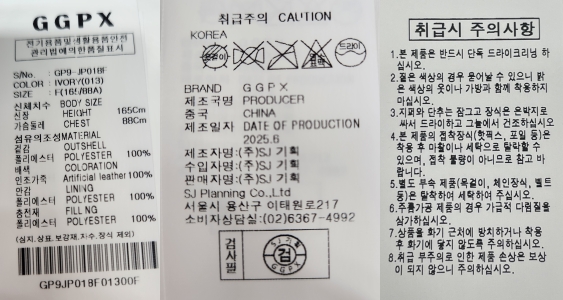 GGPX
전기용품및생활용품안전
관리법에의한품질표시
S/No. : GP9-JP018F
COLOR : IVORY(013)
SIZE : F(165/88A)
신체치수 BODY SIZE
신장 HEIGHT 165Cm
가슴둘레 CHEST 88Cm
섬유의조성MATERIAL
겉감 OUTSHELL
폴리에스터 POLYESTER 100%
배색 COLORATION
인조가죽 Artificial leather 100%
안감 LINING
폴리에스터 POLYESTER 100%
충전재 FILLING
폴리에스터 POLYESTER 100%
(심지,상표,보강재,자수,장식 제외)
GP9JP018F01300F
취급주의 CAUTION
KOREA
드라이
BRAND GGPX
제조국명 PRODUCER
중국 CHINA
제조일자 DATE OF PRODUCTION
2025.6
제조자명:(주)SJ 기획
수입자명:(주)SJ 기획
판매자명:(주)SJ 기획
SJ Planning Co.,Ltd
서울시 용산구 이태원로217
소비자상담실:(02)6367-4992
검사필
SJ기획
검
GGPX
취급시 주의사항
1.본 제품은 반드시 단독 드라이크리닝 하
십시오.
2.짙은 색상의 경우 묻어날 수 있으니 밝
은 색상의 옷이나 가방과 함께 착용하지
마십시오.
3.지퍼와 단추는 잠그고 장식은 은박지로
싸서 드라이하고 그늘에서 건조하십시오
4.본 제품의 접착장식(핫픽스, 포일 등)은
착용 후 마찰이나 세탁으로 탈락할 수
있으며, 접착 불량이 아니므로 참고 바
랍니다.
5.별도 부속 제품(목걸이, 체인장식, 벨트
등)은 탈착하여 세탁하여 주십시오.
6.주름가공 제품의 경우 가급적 다림질을
삼가하십시오.
7.상품을 화기 근처에 방치하거나 착용
후 화기에 닿지 않도록 주의하십시오.
8.취급 부주의로 인한 제품 손상은 보상
이 되지 않으니 주의하십시오.